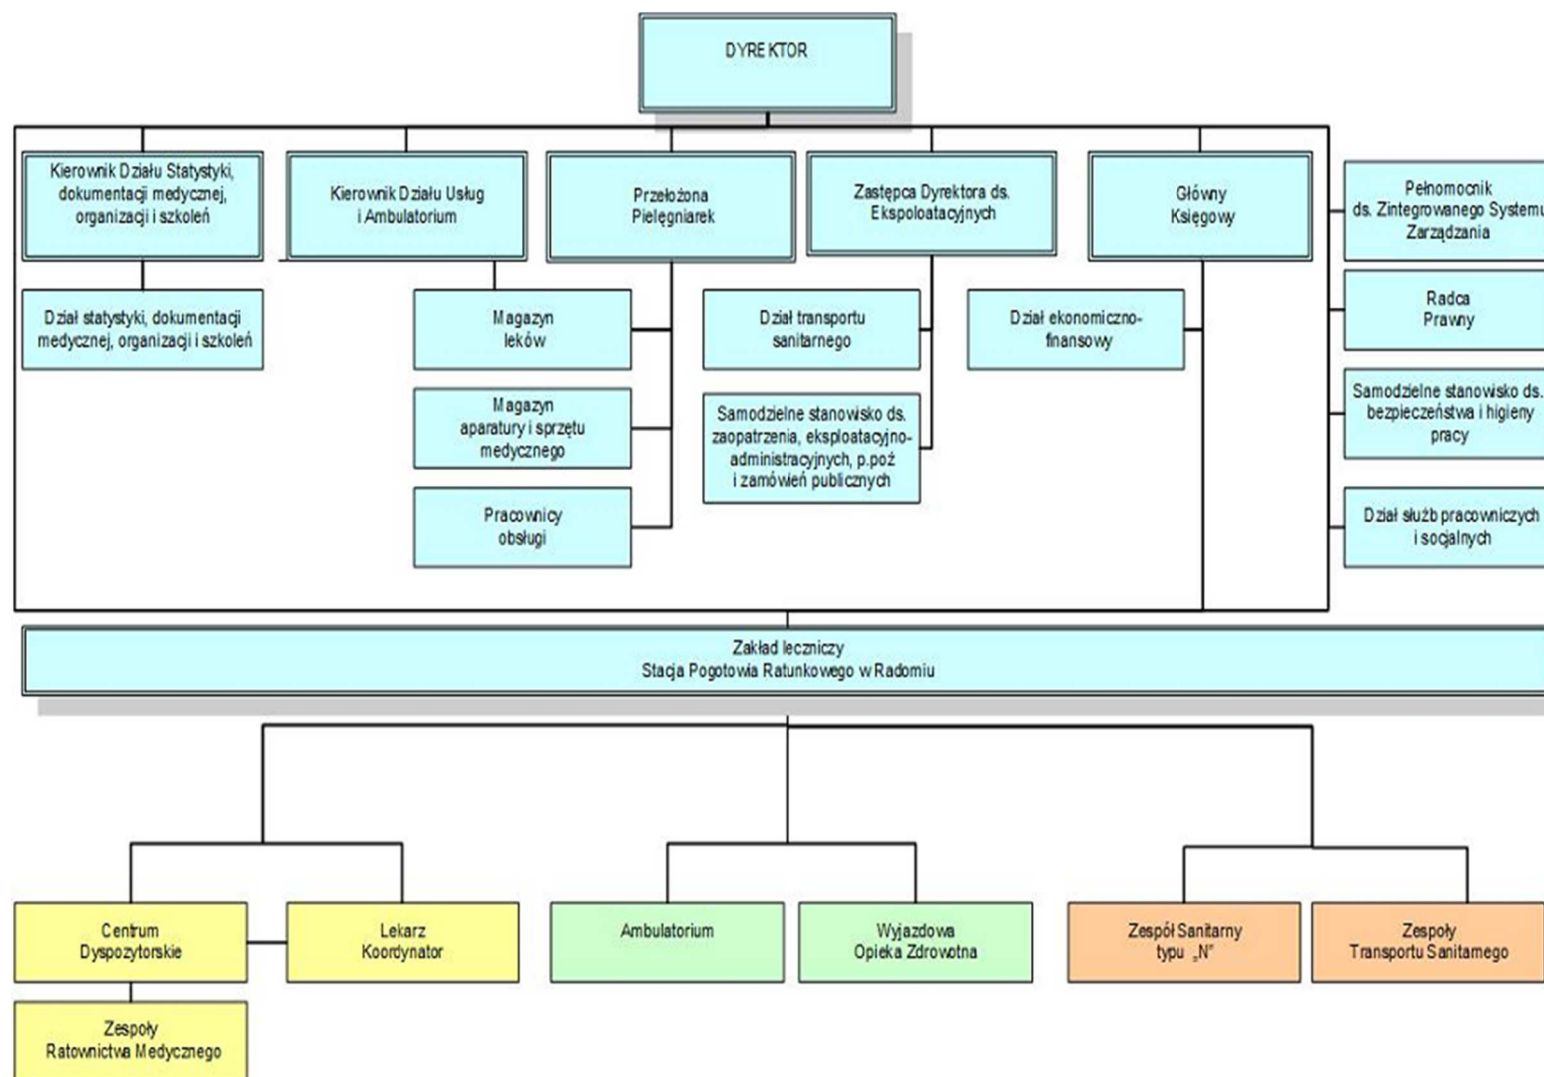 DYREKTOR
Kierownik Działu Statystyki,
dokumentacji medycznej,
organizacji i szkoleń
Kierownik Działu Usług
i Ambulatorium
Przełożona
Pielęgniarek
Zastępca Dyrektora ds.
Ekspoloatacyjnych
Główny
Księgowy
Pełnomocnik
ds. Zintegrowanego Systemu
Zarządzania
Dział statystyki, dokumentacji
medycznej, organizacji i szkoleń
Magazyn
leków
Dział transportu
sanitarnego
Dział ekonomiczno-
finansowy
Radca
Prawny
Magazyn
aparatury i sprzętu
medycznego
Samodzielne stanowisko ds.
zaopatrzenia, eksploatacyjno-
administracyjnych, p.poż
i zamówień publicznych
Samodzielne stanowisko ds.
bezpieczeństwa i higieny
pracy
Pracownicy
obsługi
Dział służb pracowniczych
i socjalnych
Zakład leczniczy
Stacja Pogotowia Ratunkowego w Radomiu
Centrum
Dyspozytorskie
Lekarz
Koordynator
Ambulatorium
Wyjazdowa
Opieka Zdrowotna
Zespół Sanitarny
typu „N”
Zespoły
Transportu Sanitarnego
Zespoły
Ratownictwa Medycznego